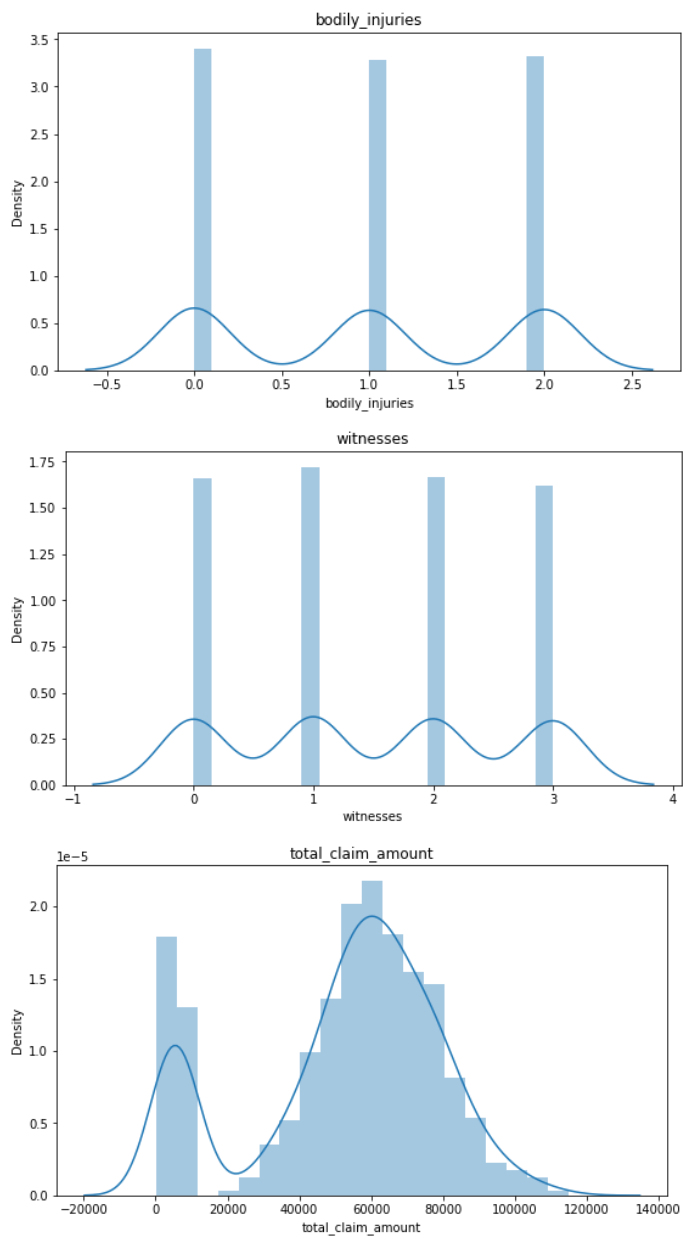 bodily_injuries
3.5
3.0
2.5
2.0
1.5
1.0
0.5
0.0
Density
−0.5 0.0 0.5 1.0 1.5 2.0 2.5
bodily_injuries
witnesses
1.75
1.50
1.25
1.00
0.75
0.50
0.25
0.00
Density
−1 0 1 2 3 4
witnesses
total_claim_amount
1e−5
2.0
1.5
1.0
0.5
0.0
Density
−20000 0 20000 40000 60000 80000 100000 120000 140000
total_claim_amount